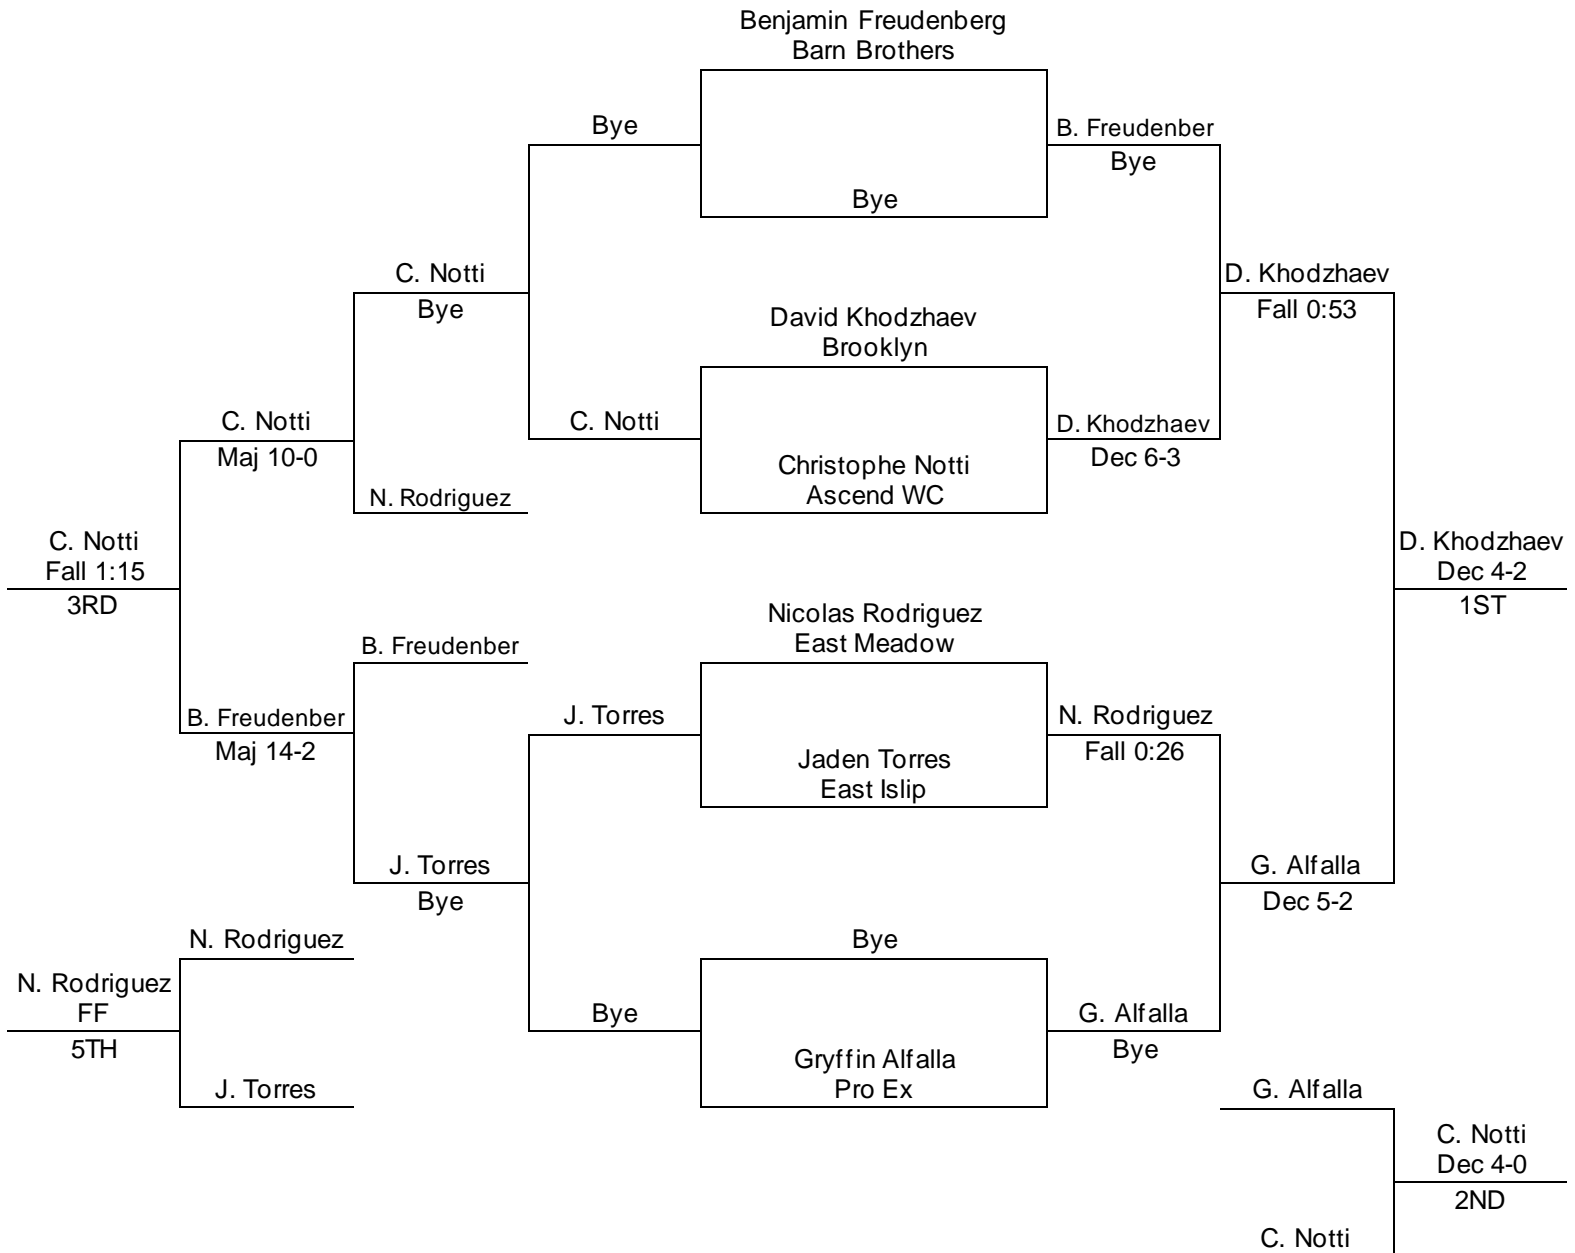 Benjamin Freudenberg
Barn Brothers
Bye
B. Freudenber
Bye
Bye
C. Notti
Bye
D. Khodzhaev
Fall 0:53
David Khodzhaev
Brooklyn
C. Notti
Maj 10-0
C. Notti
D. Khodzhaev
Dec 6-3
Christophe Notti
Ascend WC
N. Rodriguez
C. Notti
Fall 1:15
3RD
D. Khodzhaev
Dec 4-2
1ST
Nicolas Rodriguez
East Meadow
B. Freudenber
B. Freudenber
Maj 14-2
J. Torres
N. Rodriguez
Fall 0:26
Jaden Torres
East Islip
J. Torres
Bye
G. Alfalla
Dec 5-2
N. Rodriguez
Bye
N. Rodriguez
FF
5TH
Bye
G. Alfalla
Bye
Gryffin Alfalla
Pro Ex
J. Torres
G. Alfalla
C. Notti
Dec 4-0
2ND
C. Notti